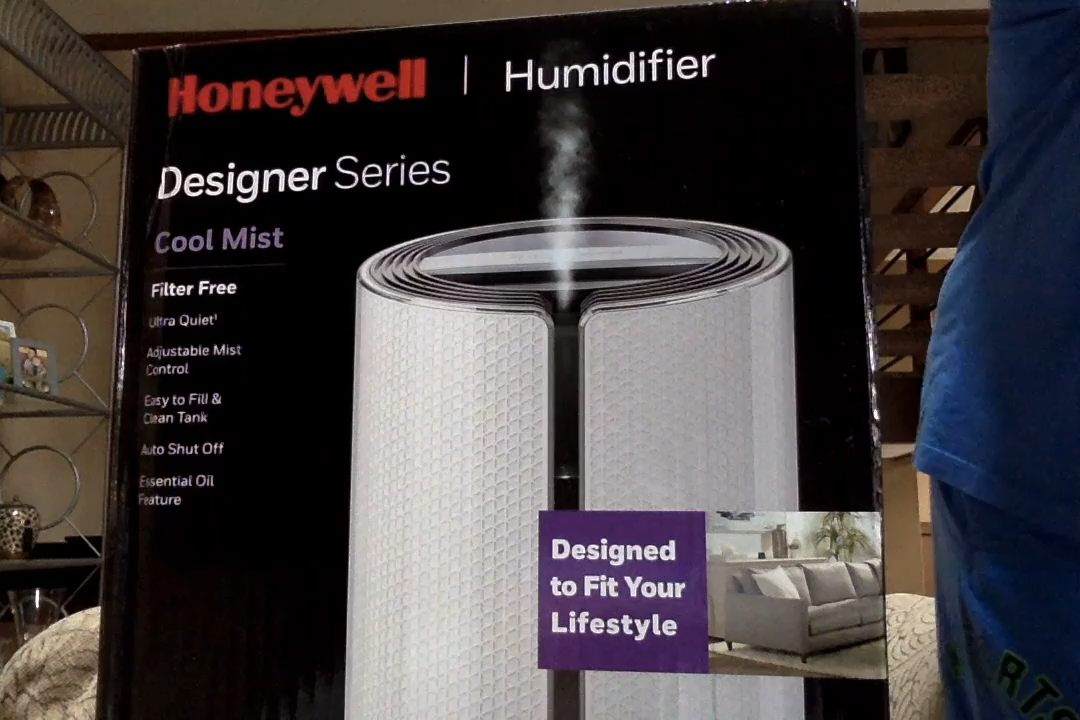 Honeywell | Humidifier
Designer Series
Cool Mist
Filter Free
Ultra Quiet¹
Adjustable Mist
Control
Easy to Fill &
Clean Tank
Auto Shut Off
Essential Oil
Feature
Designed
to Fit Your
Lifestyle
RTS